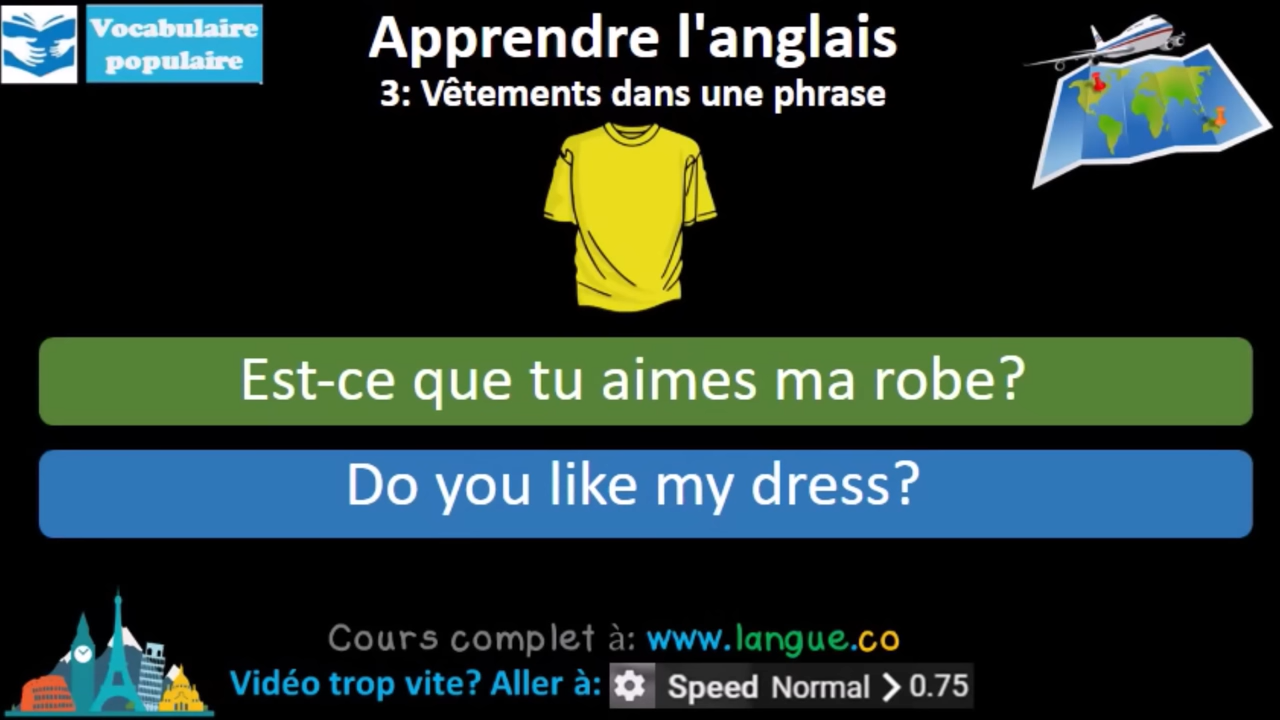 Vocabulaire
populaire
Apprendre l'anglais
3: Vêtements dans une phrase
Est-ce que tu aimes ma robe?
Do you like my dress?
Cours complet à: www.langue.co
Vidéo trop vite? Aller à: Speed Normal > 0.75